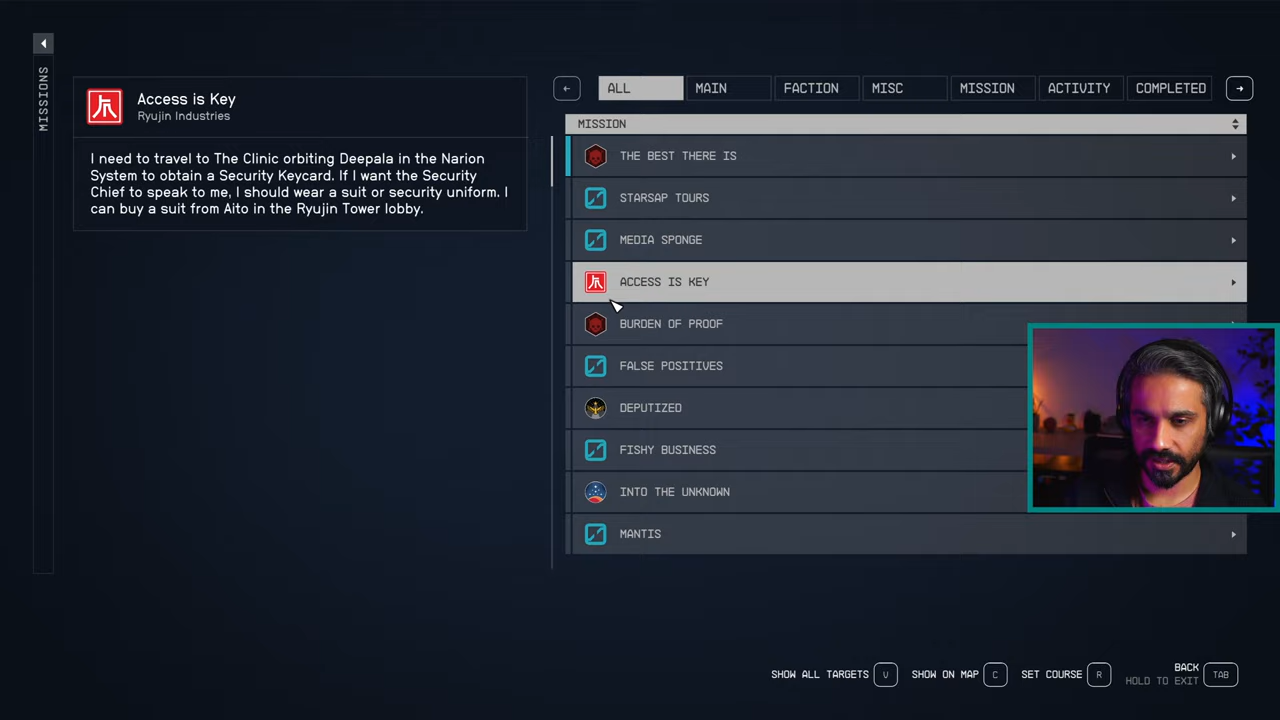 MISSIONS
Access is Key
Ryujin Industries
I need to travel to The Clinic orbiting Deepala in the Narion
System to obtain a Security Keycard. If I want the Security
Chief to speak to me, I should wear a suit or security uniform. I
can buy a suit from Aito in the Ryujin Tower lobby.
ALL
MAIN
FACTION
MISC
MISSION
ACTIVITY
COMPLETED
MISSION
THE BEST THERE IS
STARSAP TOURS
MEDIA SPONGE
ACCESS IS KEY
BURDEN OF PROOF
FALSE POSITIVES
DEPUTIZED
FISHY BUSINESS
INTO THE UNKNOWN
MANTIS
SHOW ALL TARGETS V
SHOW ON MAP C
SET COURSE R
BACK
HOLD TO EXIT
TAB